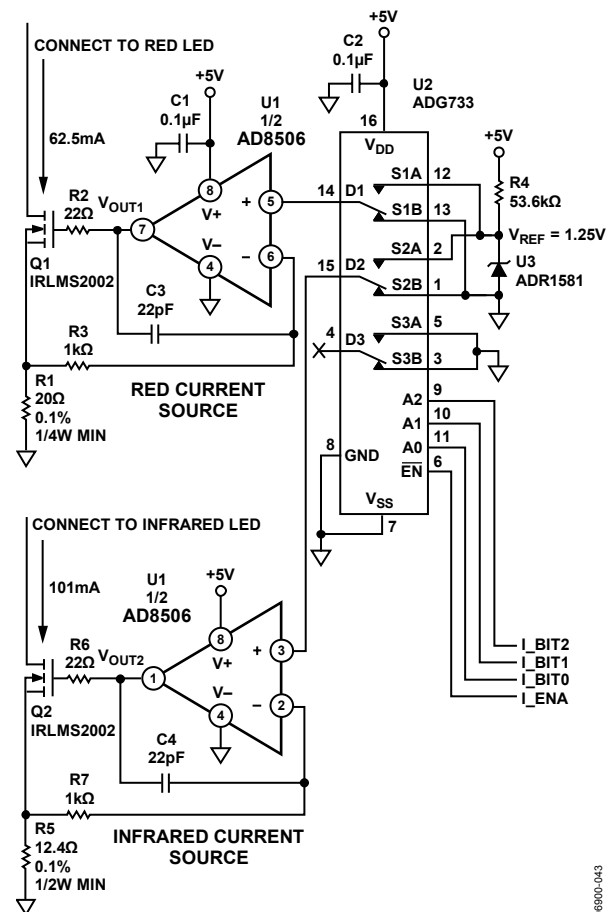 CONNECT TO RED LED
62.5mA
+5V
C1
0.1µF
U1
1/2
AD8506
8
V+
+
5
R2
22Ω
VOUT1
7
V–
4
–
6
Q1
IRLMS2002
C3
22pF
R3
1kΩ
R1
20Ω
0.1%
1/4W MIN
RED CURRENT
SOURCE
+5V
C2
0.1µF
U2
ADG733
16
VDD
14
D1
S1A
12
S1B
13
S2A
2
15
D2
S2B
1
S3A
5
4
D3
S3B
3
A2
9
A1
10
A0
11
8
GND
EN
6
VSS
7
+5V
R4
53.6kΩ
VREF = 1.25V
U3
ADR1581
I_BIT2
I_BIT1
I_BIT0
I_ENA
CONNECT TO INFRARED LED
101mA
U1
1/2
AD8506
+5V
8
V+
+
3
R6
22Ω
VOUT2
1
V–
4
–
2
Q2
IRLMS2002
C4
22pF
R7
1kΩ
R5
12.4Ω
0.1%
1/2W MIN
INFRARED CURRENT
SOURCE
6900-043